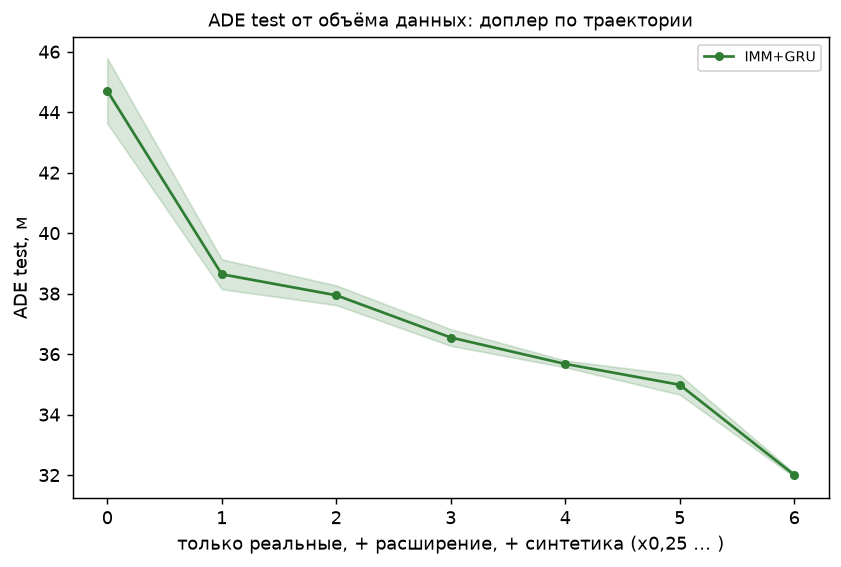 ADE test от объёма данных: доплер по траектории
IMM+GRU
ADE test, м
46
44
42
40
38
36
34
32
0 1 2 3 4 5 6
только реальные, + расширение, + синтетика (x0,25 ... )